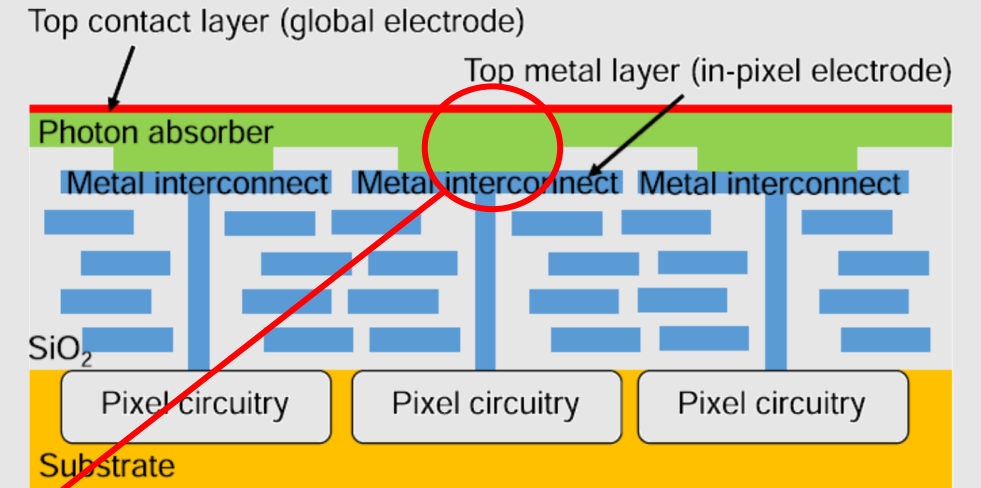 Top contact layer (global electrode)
Top metal layer (in-pixel electrode)
Photon absorber
Metal interconnect Metal interconnect Metal interconnect
SiO₂
Pixel circuitry Pixel circuitry Pixel circuitry
Substrate